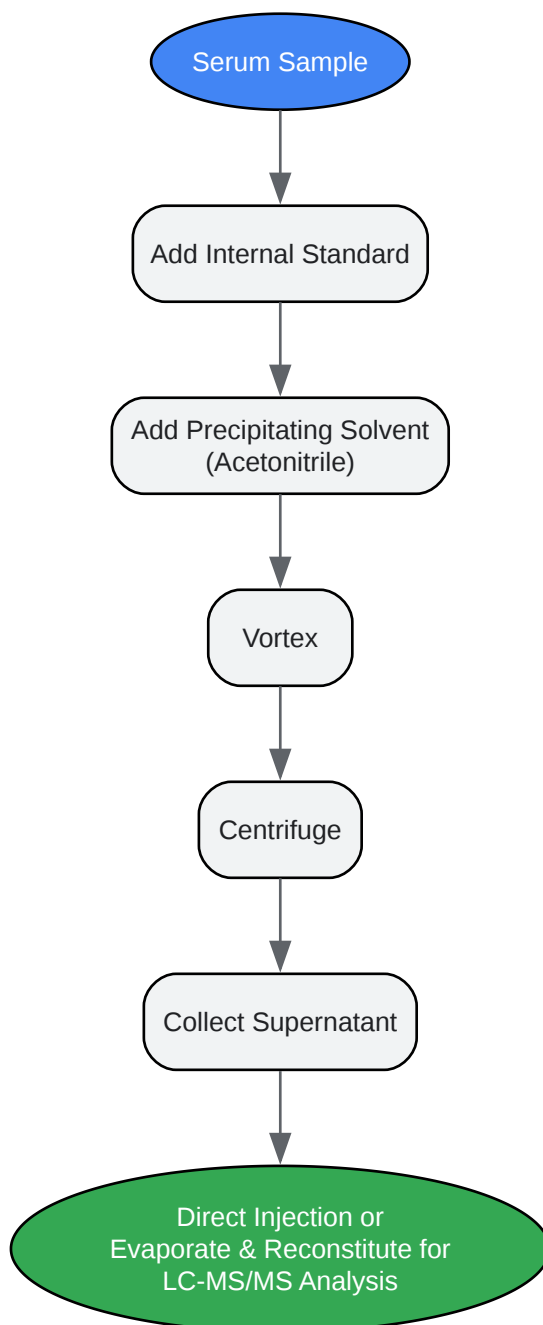 Serum Sample
Add Internal Standard
Add Precipitating Solvent
(Acetonitrile)
Vortex
Centrifuge
Collect Supernatant
Direct Injection or
Evaporate & Reconstitute for
LC-MS/MS Analysis